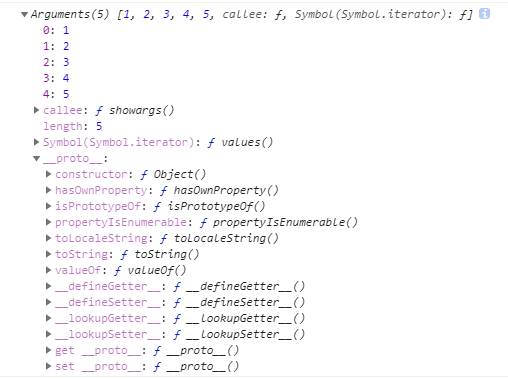 Arguments(5) [1, 2, 3, 4, 5, callee: ƒ, Symbol(Symbol.iterator): ƒ] i
0: 1
1: 2
2: 3
3: 4
4: 5
callee: ƒ showargs()
length: 5
Symbol(Symbol.iterator): ƒ values()
__proto__:
constructor: ƒ Object()
hasOwnProperty: ƒ hasOwnProperty()
isPrototypeOf: ƒ isPrototypeOf()
propertyIsEnumerable: ƒ propertyIsEnumerable()
toLocaleString: ƒ toLocaleString()
toString: ƒ toString()
valueOf: ƒ valueOf()
__defineGetter__: ƒ __defineGetter__()
__defineSetter__: ƒ __defineSetter__()
__lookupGetter__: ƒ __lookupGetter__()
__lookupSetter__: ƒ __lookupSetter__()
get __proto__: ƒ __proto__()
set __proto__: ƒ __proto__()